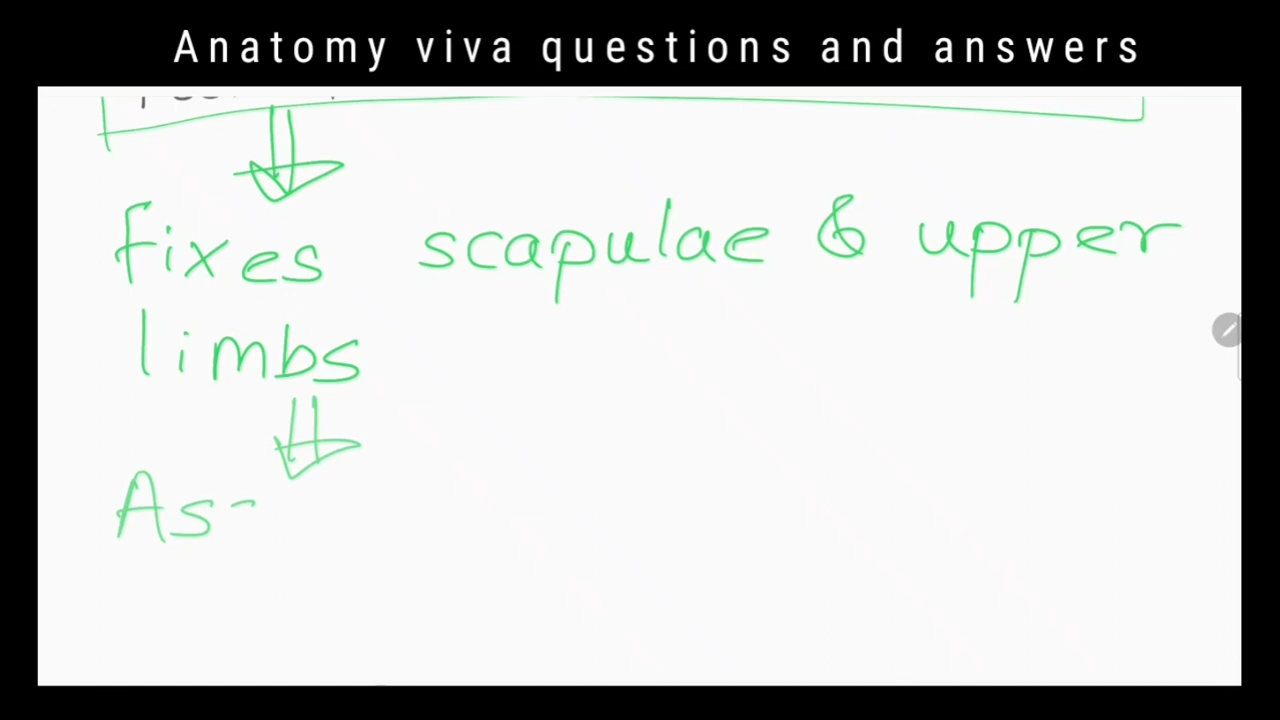 Anatomy viva questions and answers
fixes scapulae & upper
limbs
As